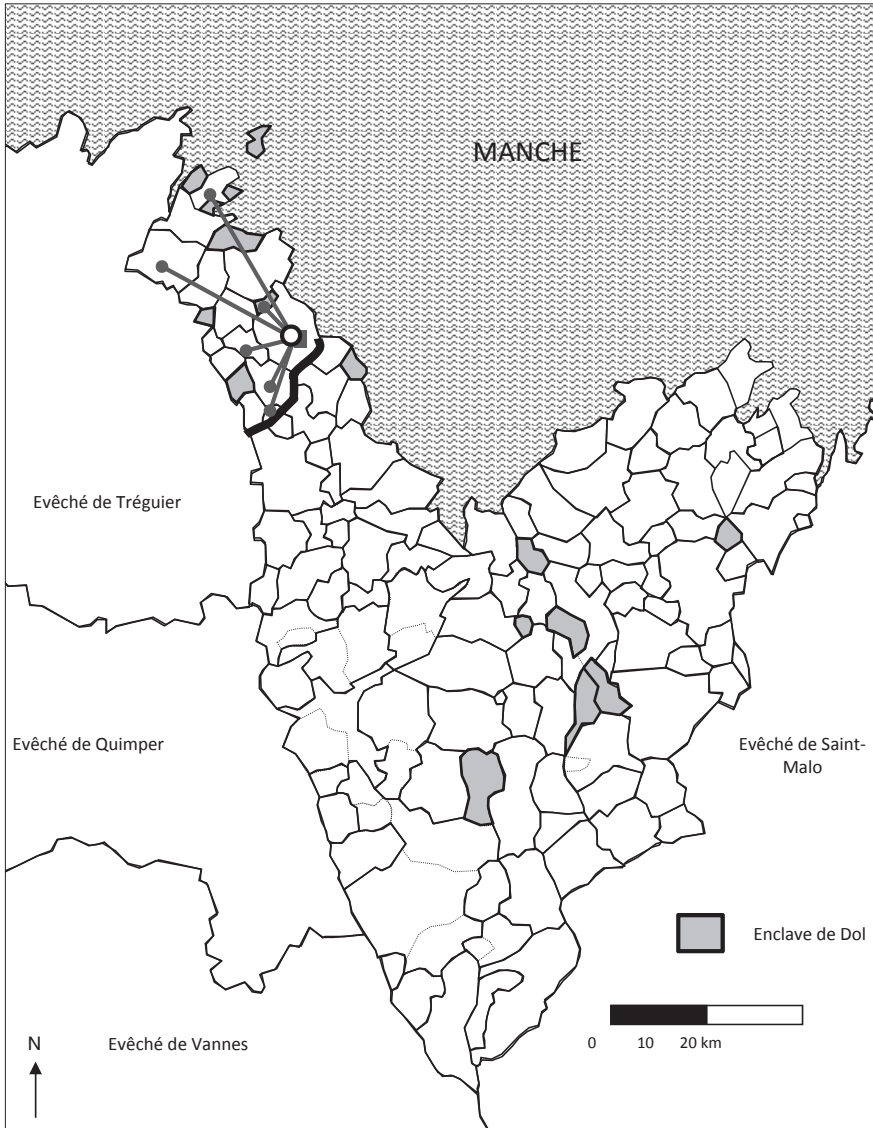 MANCHE
Evêché de Tréguier
Evêché de Quimper
Evêché de Saint-
Malo
Enclave de Dol
0 10 20 km
N
Evêché de Vannes